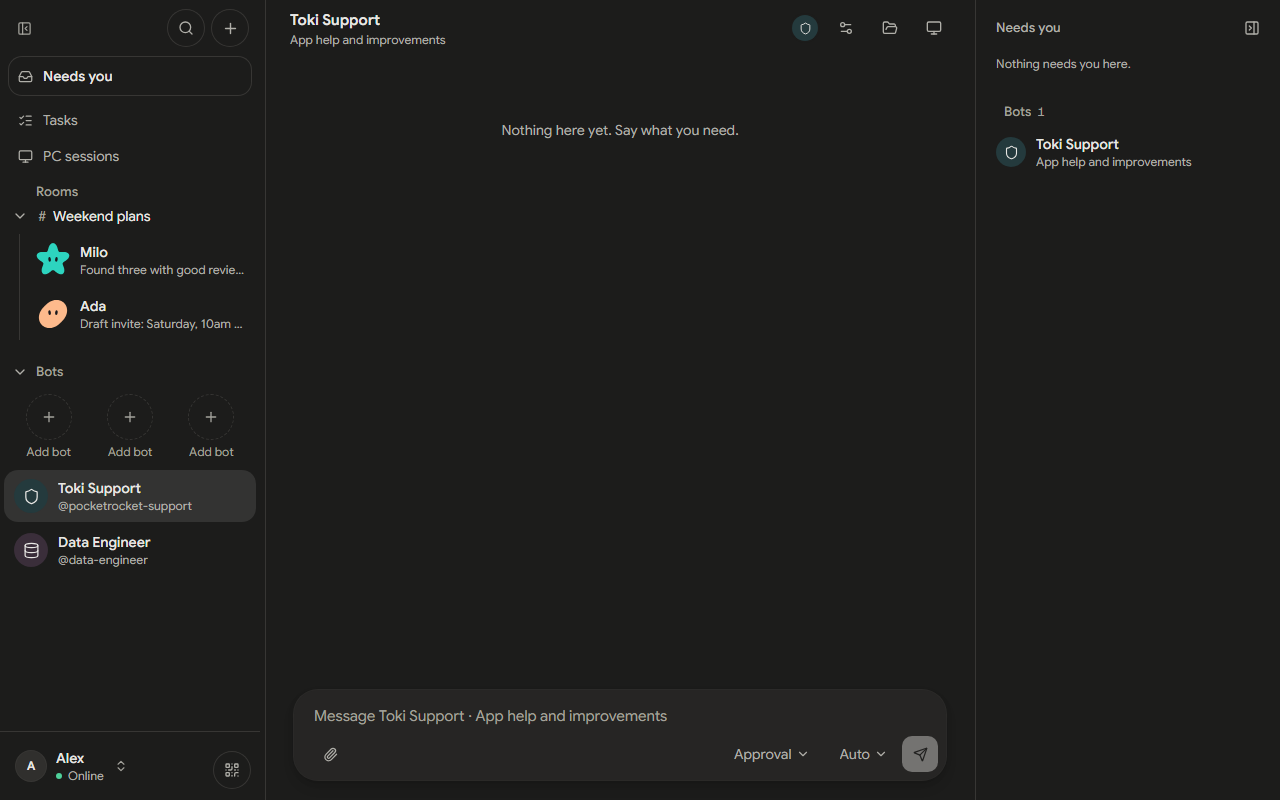 Needs you
Tasks
PC sessions
Rooms
# Weekend plans
Milo
Found three with good revie...
Ada
Draft invite: Saturday, 10am ...
Bots
Add bot
Add bot
Add bot
Toki Support
@pocketrocket-support
Data Engineer
@data-engineer
A
Alex
Online
Toki Support
App help and improvements
Nothing here yet. Say what you need.
Message Toki Support · App help and improvements
Approval
Auto
Needs you
Nothing needs you here.
Bots 1
Toki Support
App help and improvements